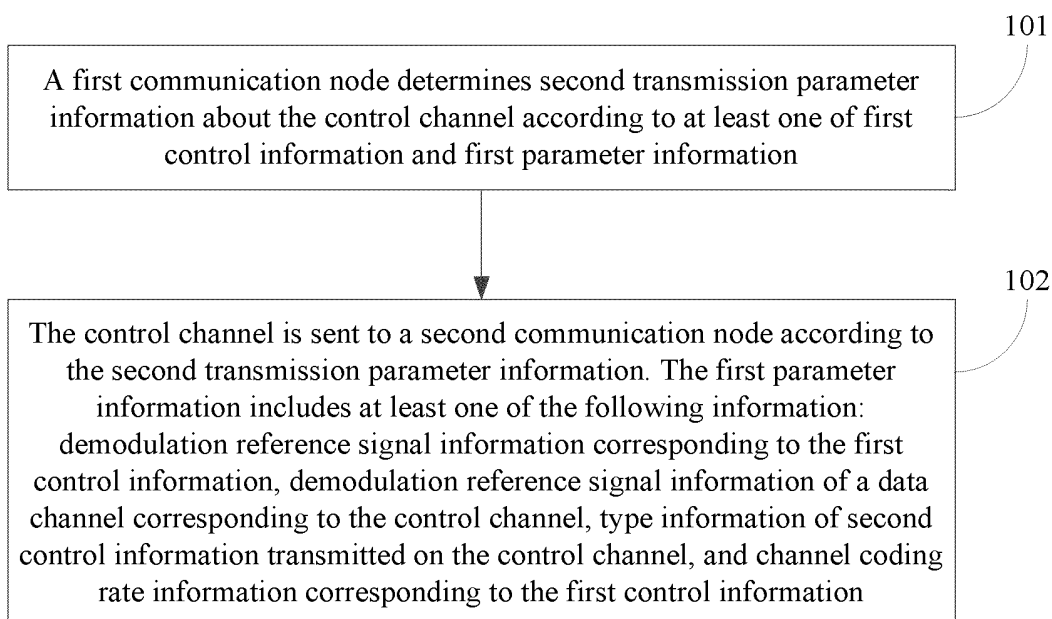 101
A first communication node determines second transmission parameter
information about the control channel according to at least one of first
control information and first parameter information
102
The control channel is sent to a second communication node according to
the second transmission parameter information. The first parameter
information includes at least one of the following information:
demodulation reference signal information corresponding to the first
control information, demodulation reference signal information of a data
channel corresponding to the control channel, type information of second
control information transmitted on the control channel, and channel coding
rate information corresponding to the first control information